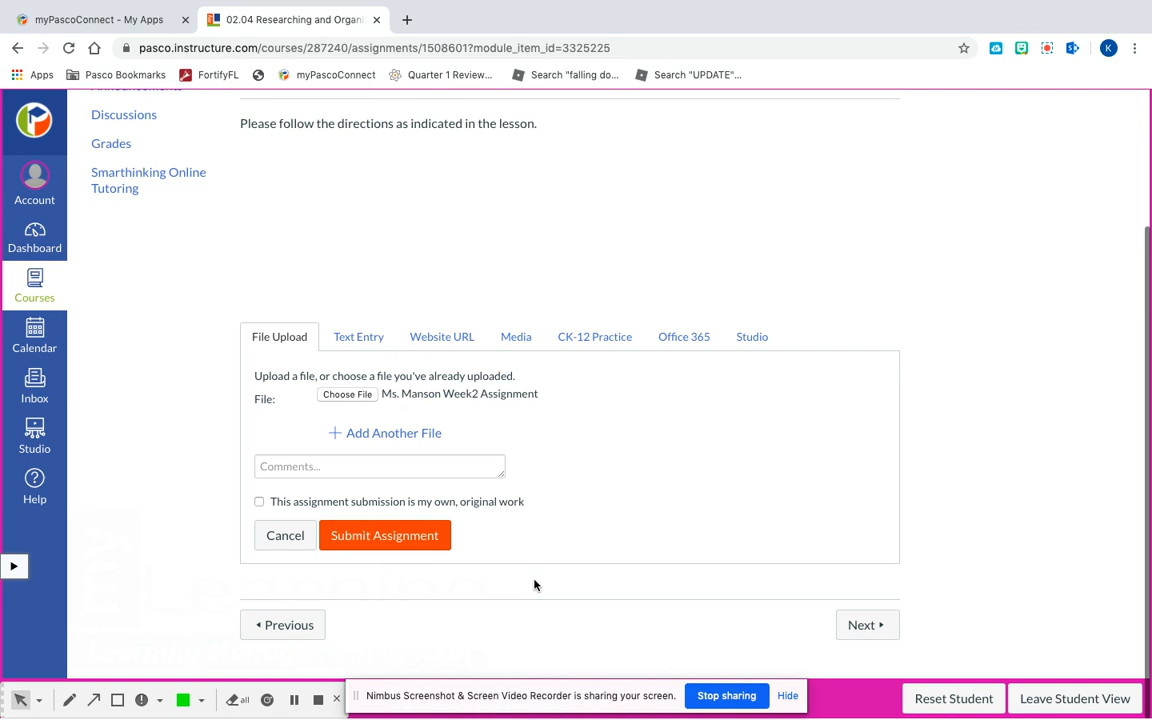 myPascoConnect - My Apps
02.04 Researching and Organi
pasco.instructure.com/courses/287240/assignments/1508601?module_item_id=3325225
K
Apps
Pasco Bookmarks
FortifyFL
myPascoConnect
Quarter 1 Review...
Search "falling do...
Search "UPDATE"...
Announcements
Discussions
Grades
Smarthinking Online
Tutoring
Account
Dashboard
Courses
Calendar
Inbox
Studio
Help
Please follow the directions as indicated in the lesson.
File Upload
Text Entry
Website URL
Media
CK-12 Practice
Office 365
Studio
Upload a file, or choose a file you've already uploaded.
File:
Choose File
Ms. Manson Week2 Assignment
+ Add Another File
Comments...
This assignment submission is my own, original work
Cancel
Submit Assignment
Learning
Previous
Next
all
Nimbus Screenshot & Screen Video Recorder is sharing your screen.
Stop sharing
Hide
Reset Student
Leave Student View